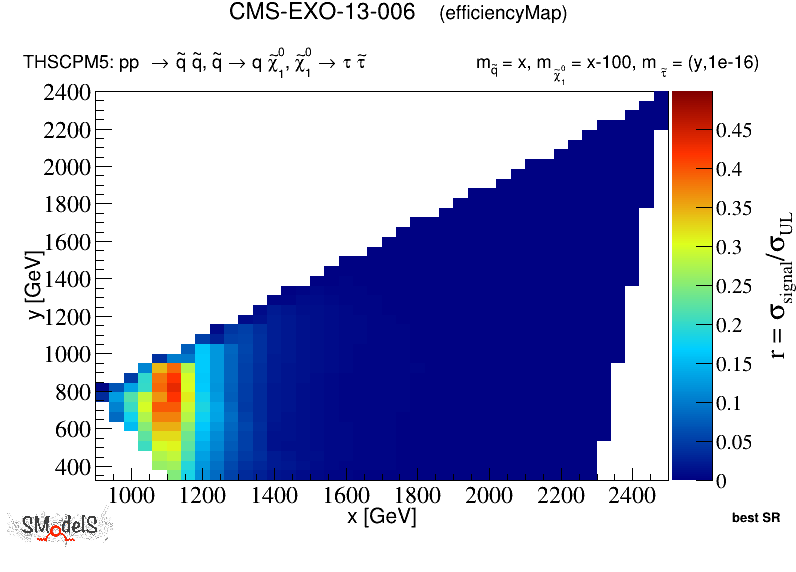 CMS-EXO-13-006 (efficiencyMap)
THSCPM5: pp → q̃ q̃, q̃ → q χ̃₁⁰, χ̃₁⁰ → τ τ̃ m_q̃ = x, m_χ̃₁⁰ = x-100, m_τ̃ = (y,1e-16)
2400
2200
2000
1800
1600
1400
1200
1000
800
600
400
y [GeV]
1000 1200 1400 1600 1800 2000 2200 2400
x [GeV]
0.45
0.4
0.35
0.3
0.25
0.2
0.15
0.1
0.05
0
r = σ_signal/σ_UL
best SR
SModelS